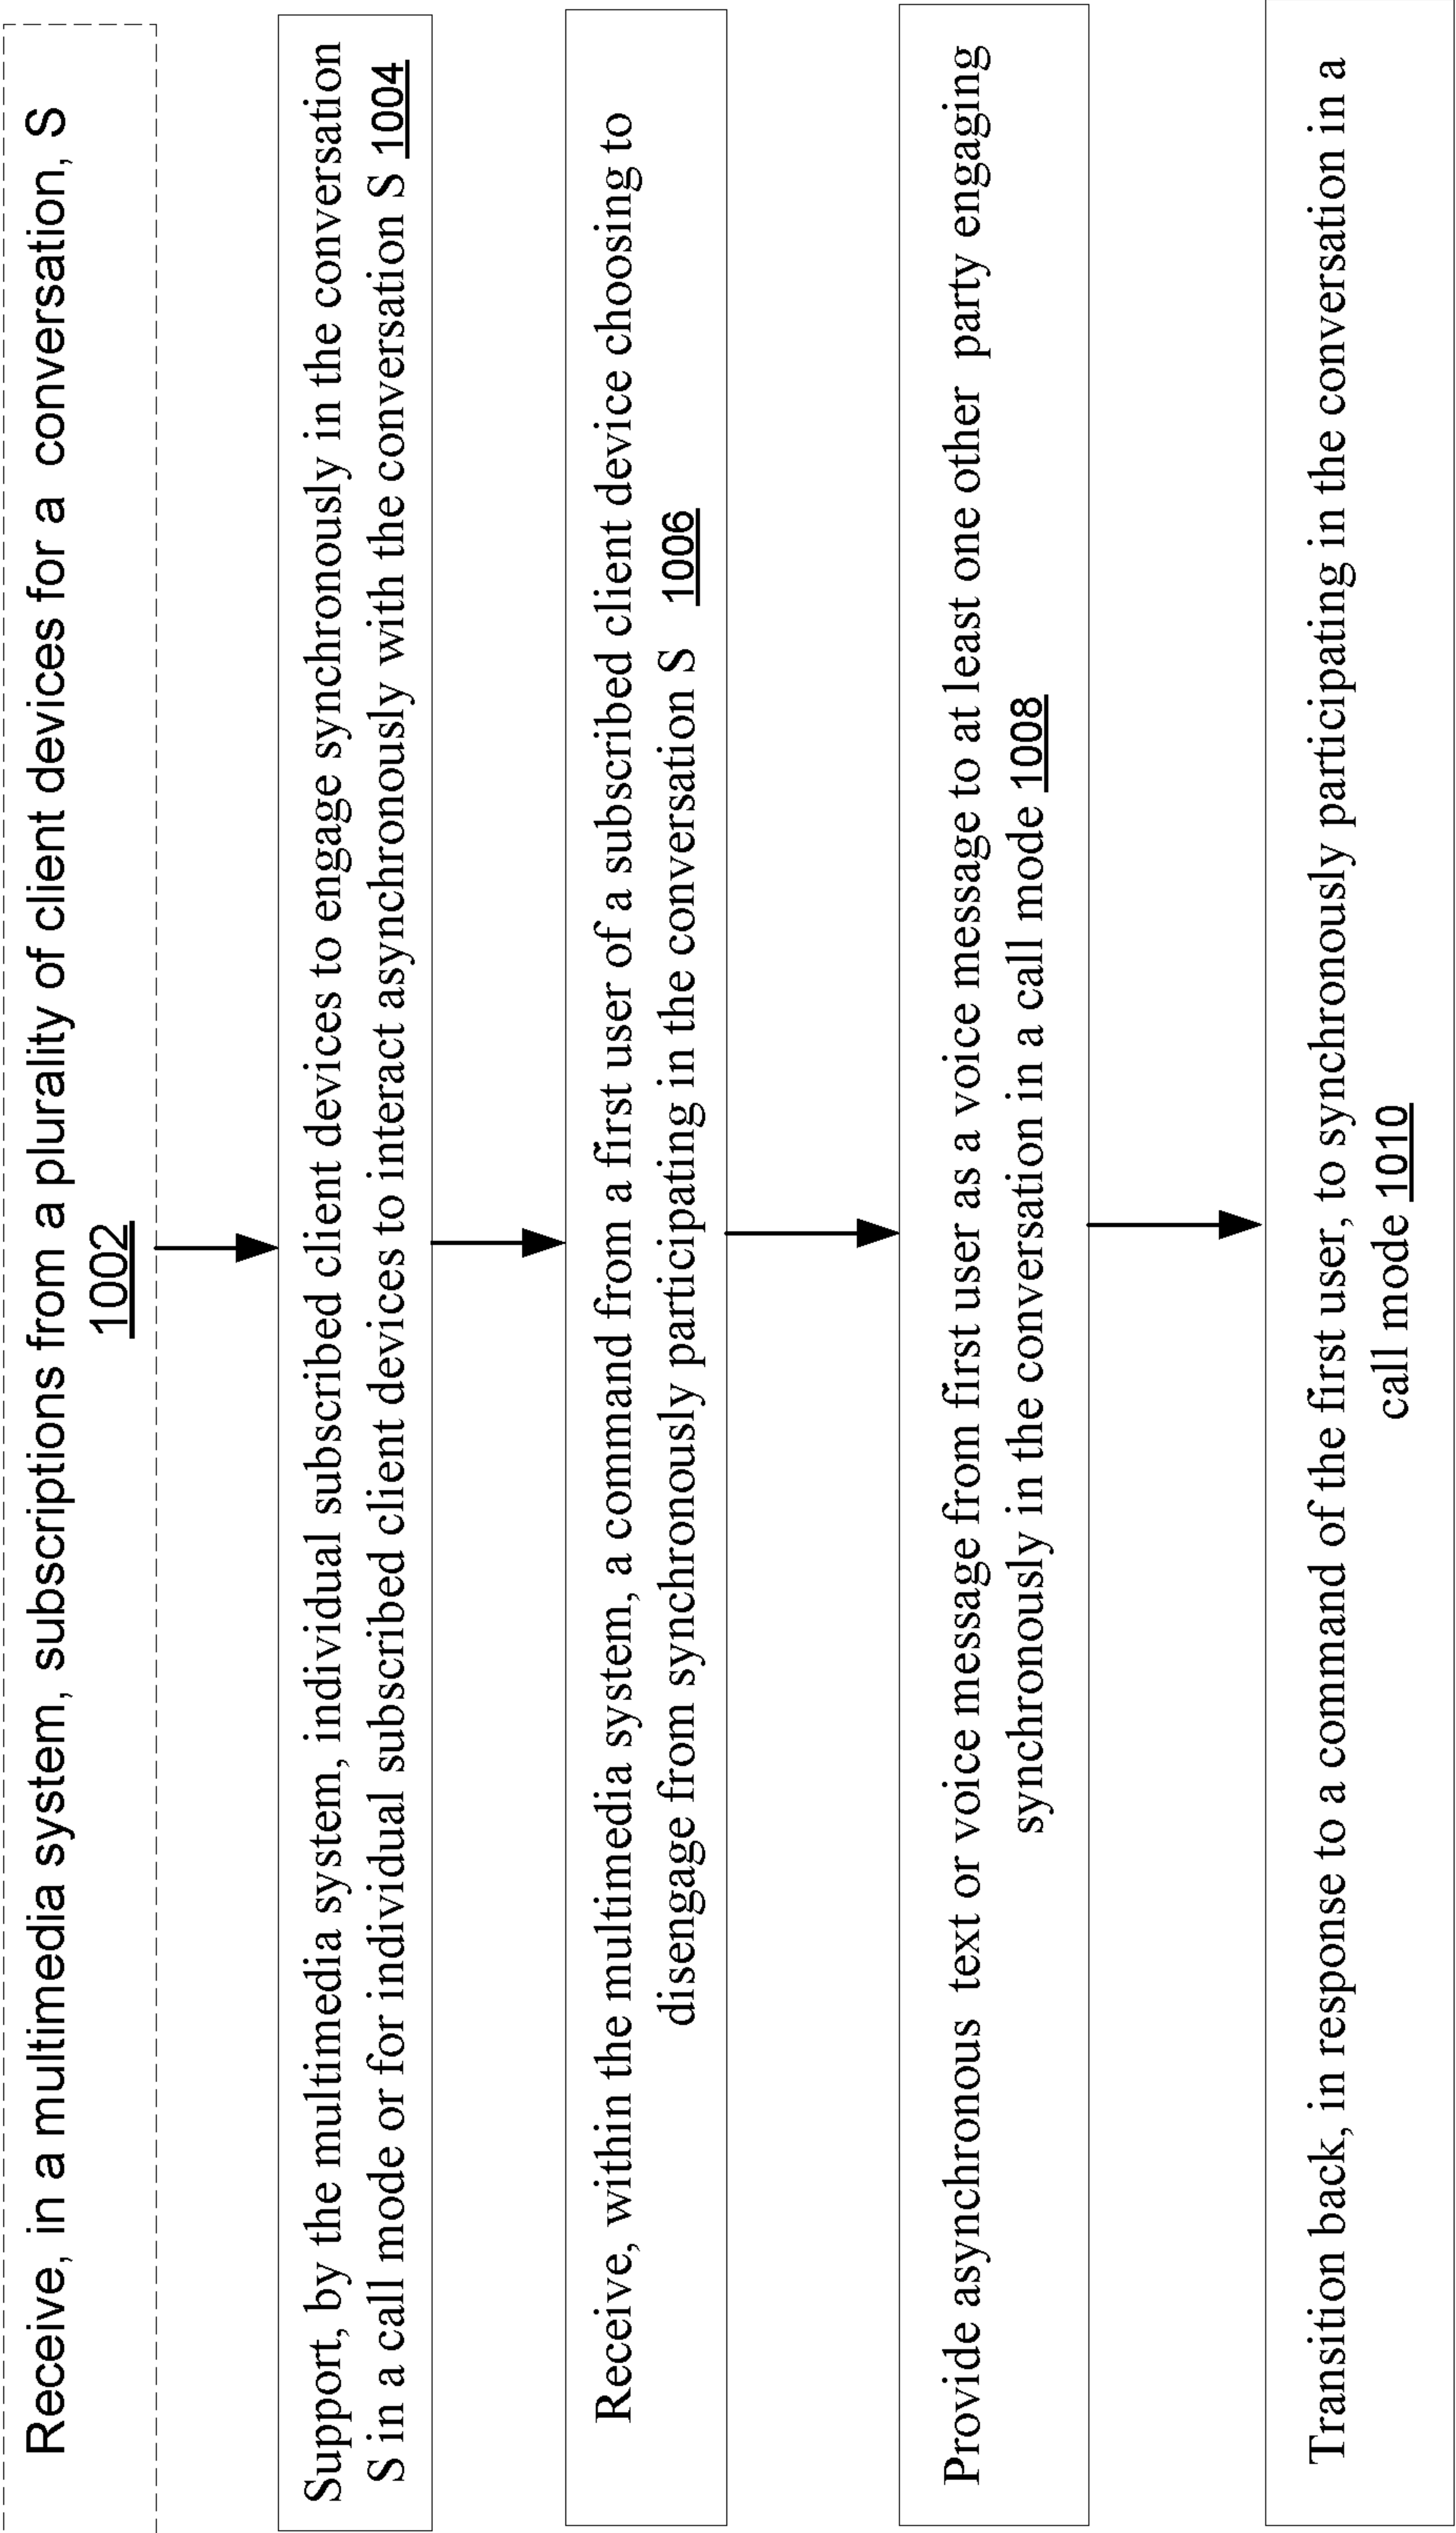 Receive, in a multimedia system, subscriptions from a plurality of client devices for a conversation, S
1002
Support, by the multimedia system, individual subscribed client devices to engage synchronously in the conversation
S in a call mode or for individual subscribed client devices to interact asynchronously with the conversation S 1004
Receive, within the multimedia system, a command from a first user of a subscribed client device choosing to
disengage from synchronously participating in the conversation S 1006
Provide asynchronous text or voice message from first user as a voice message to at least one other party engaging
synchronously in the conversation in a call mode 1008
Transition back, in response to a command of the first user, to synchronously participating in the conversation in a
call mode 1010